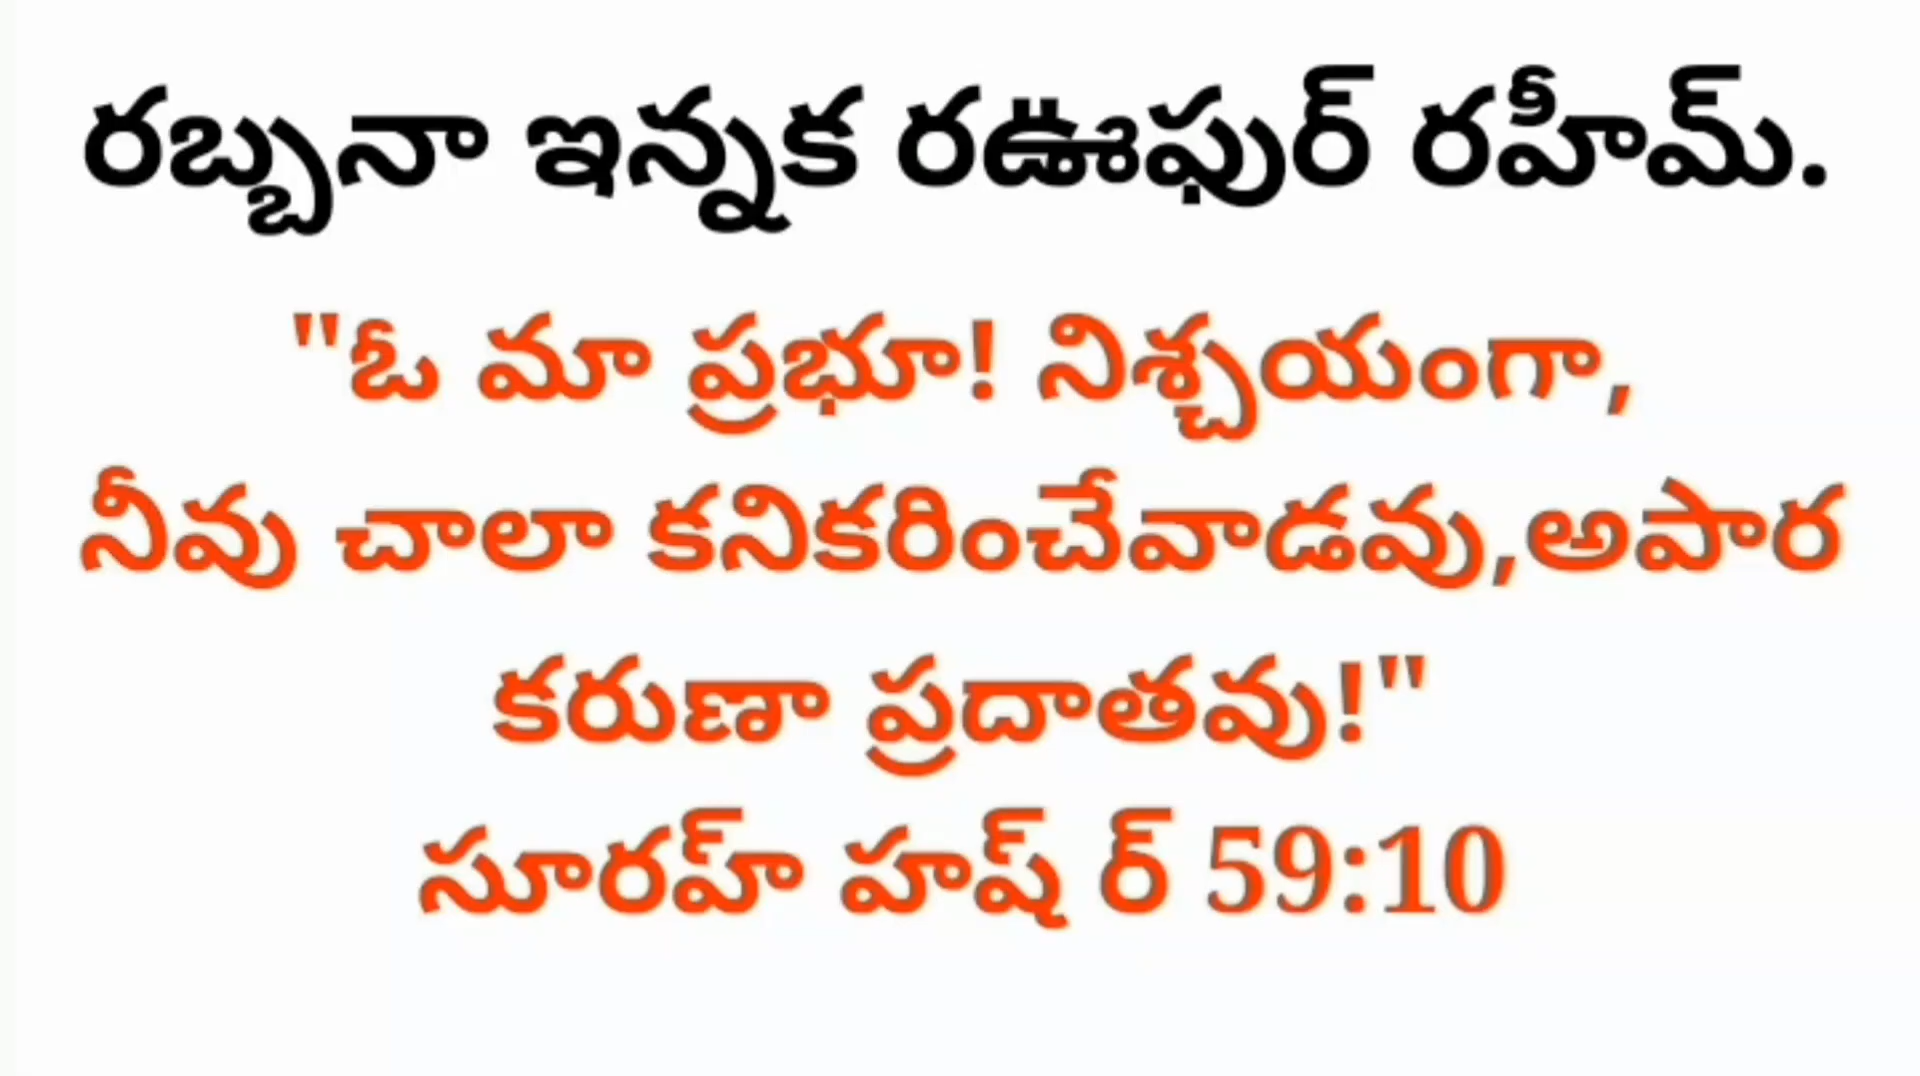 రబ్బనా ఇన్నక రఊఫుర్ రహీమ్.
"ఓ మా ప్రభూ! నిశ్చయంగా,
నీవు చాలా కనికరించేవాడవు,అపార
కరుణా ప్రదాతవు!"
సూరహ్ హష్ ర్ 59:10